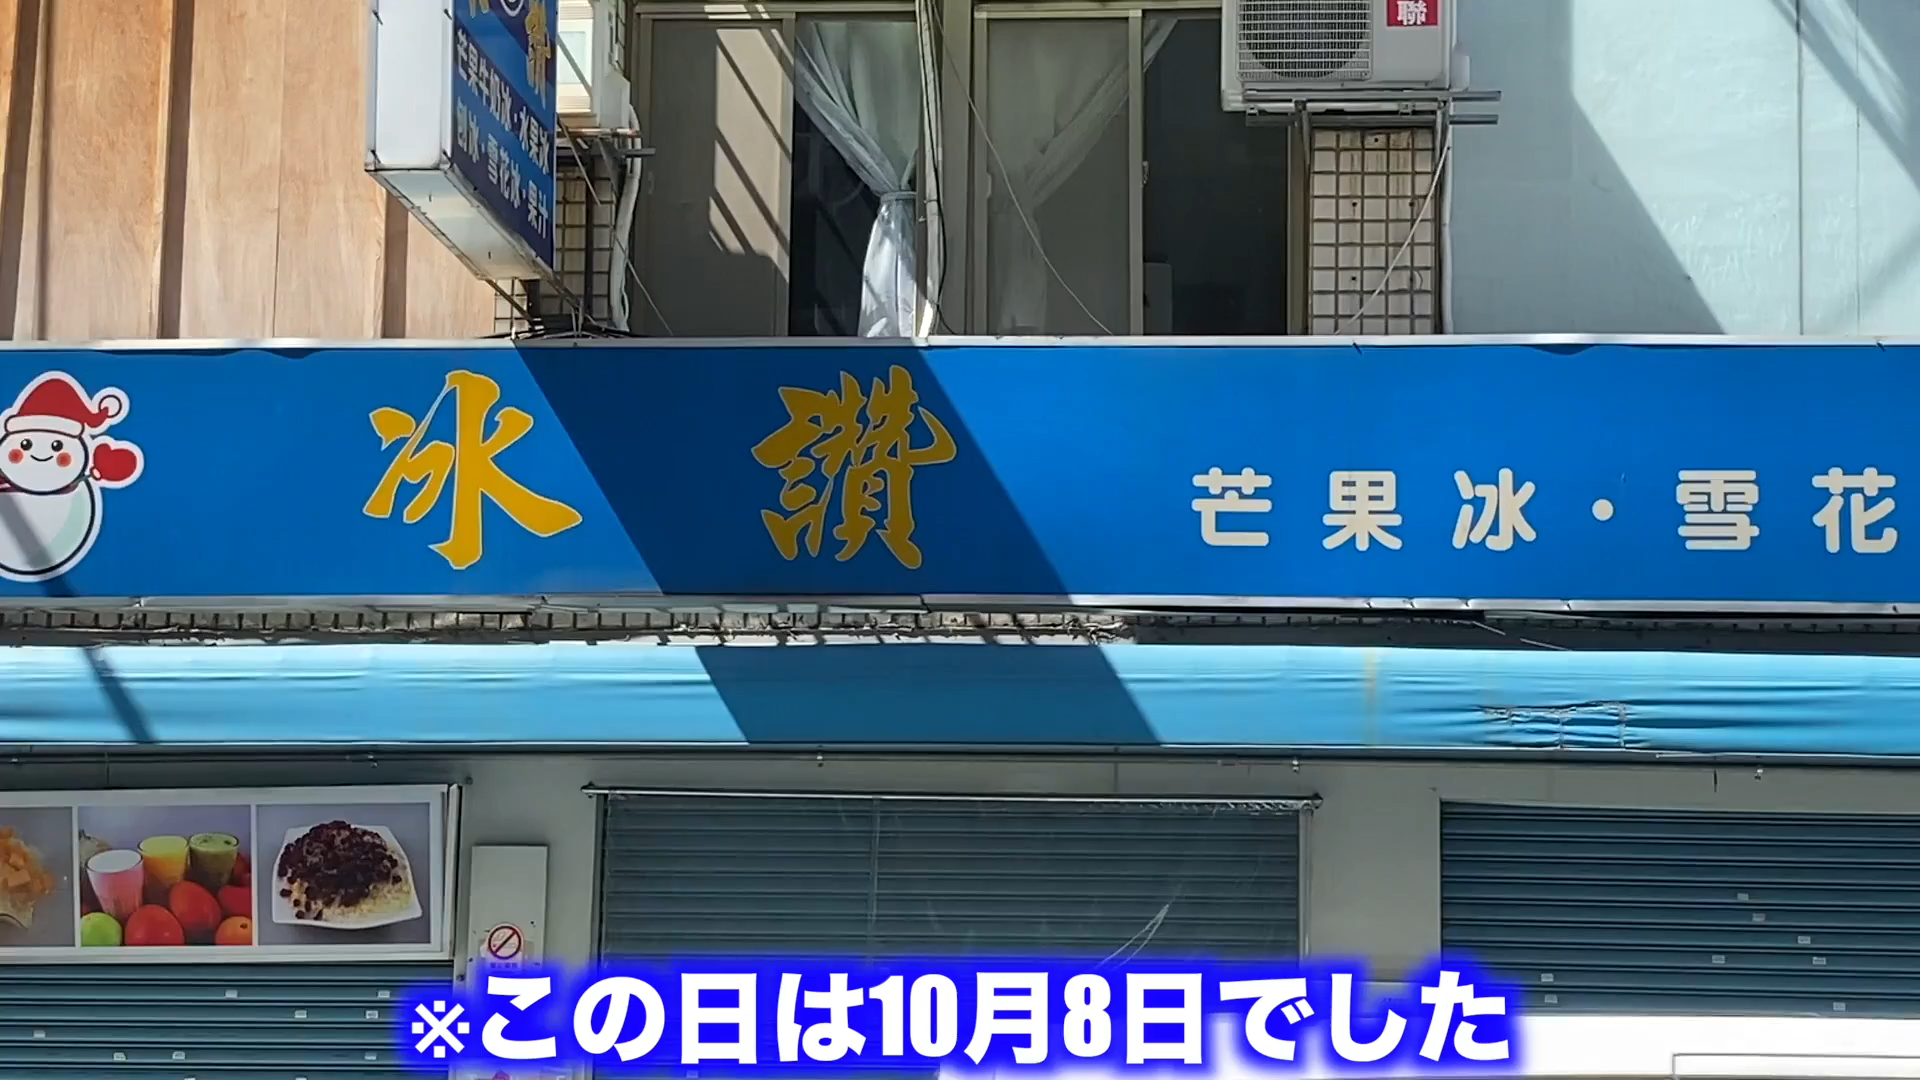 聯
芒果牛奶冰·水果冰
刨冰·雪花冰·果汁
冰讚
芒果冰·雪花
※この日は10月8日でした